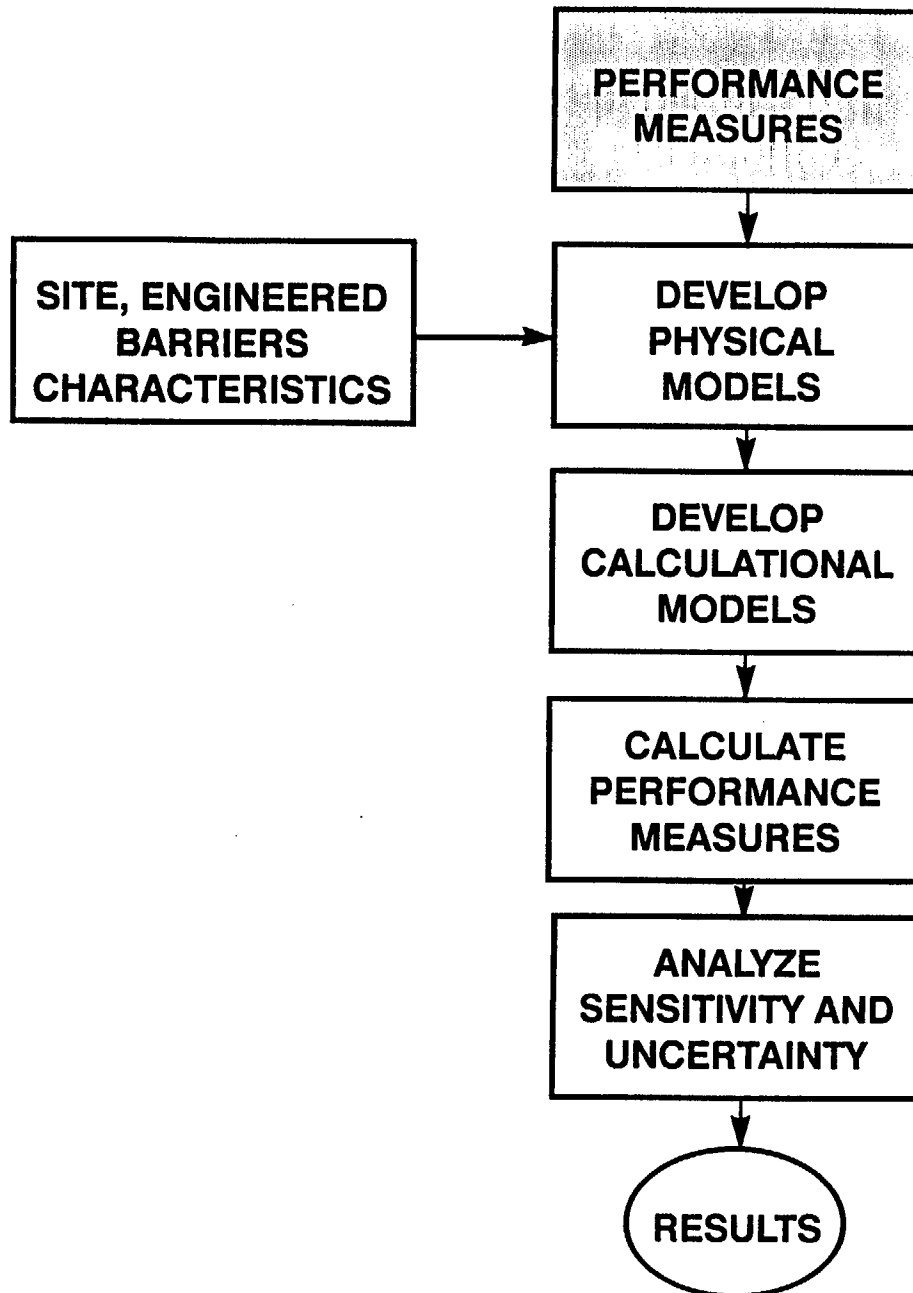 PERFORMANCE
MEASURES
SITE, ENGINEERED
BARRIERS
CHARACTERISTICS
DEVELOP
PHYSICAL
MODELS
DEVELOP
CALCULATIONAL
MODELS
CALCULATE
PERFORMANCE
MEASURES
ANALYZE
SENSITIVITY AND
UNCERTAINTY
RESULTS